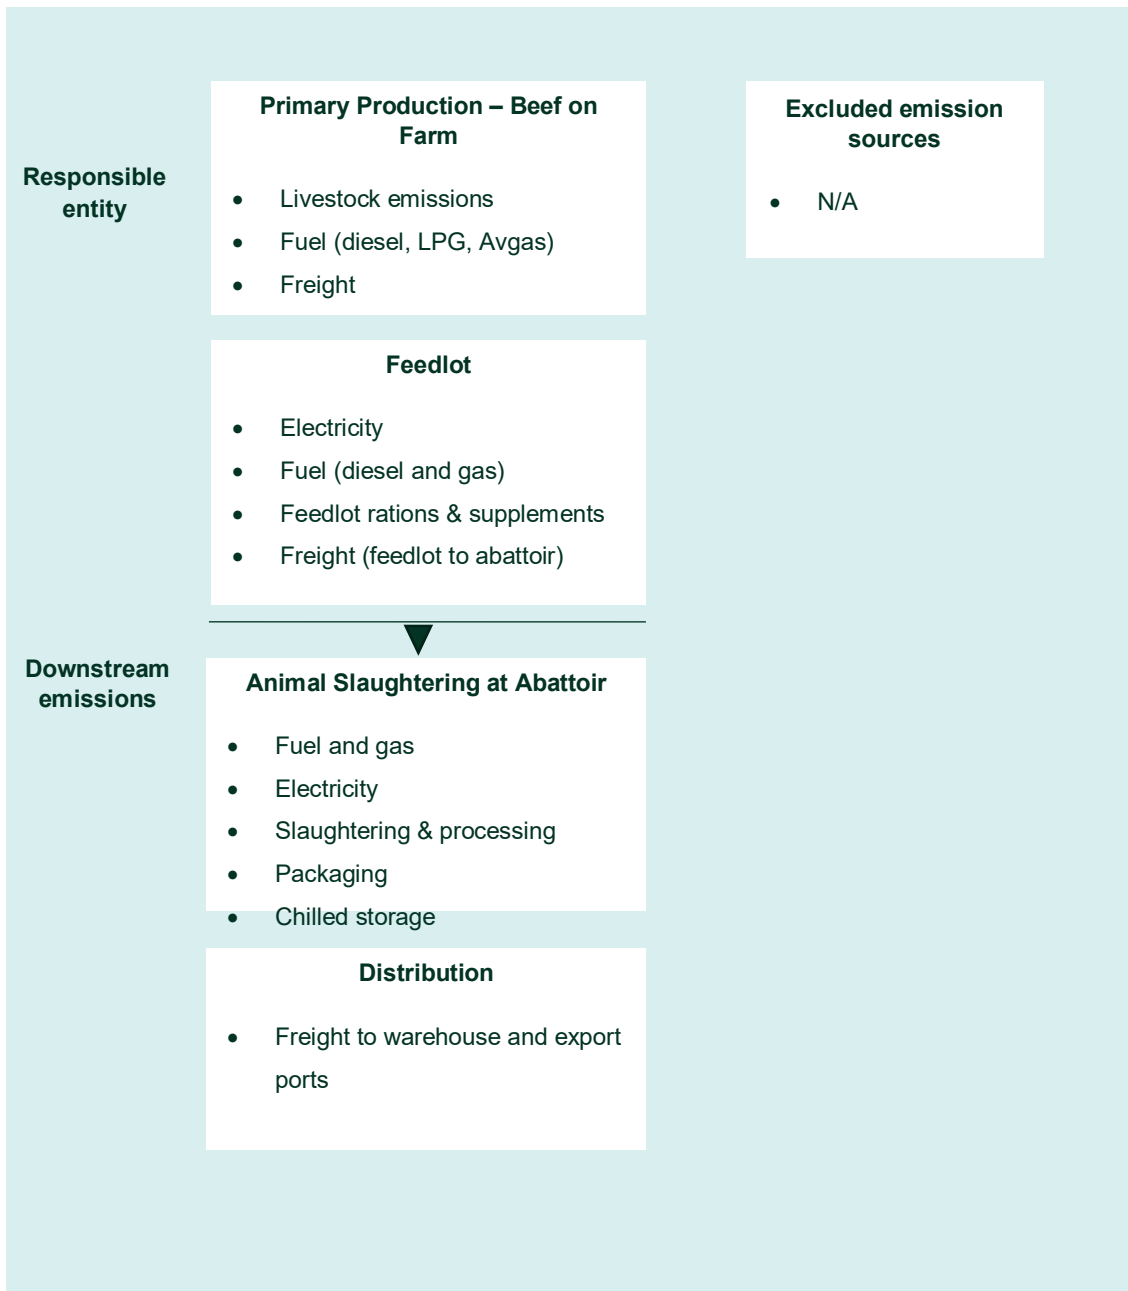 Responsible
entity
Primary Production – Beef on
Farm
• Livestock emissions
• Fuel (diesel, LPG, Avgas)
• Freight
Excluded emission
sources
• N/A
Feedlot
• Electricity
• Fuel (diesel and gas)
• Feedlot rations & supplements
• Freight (feedlot to abattoir)
Downstream
emissions
Animal Slaughtering at Abattoir
• Fuel and gas
• Electricity
• Slaughtering & processing
• Packaging
• Chilled storage
Distribution
• Freight to warehouse and export
ports